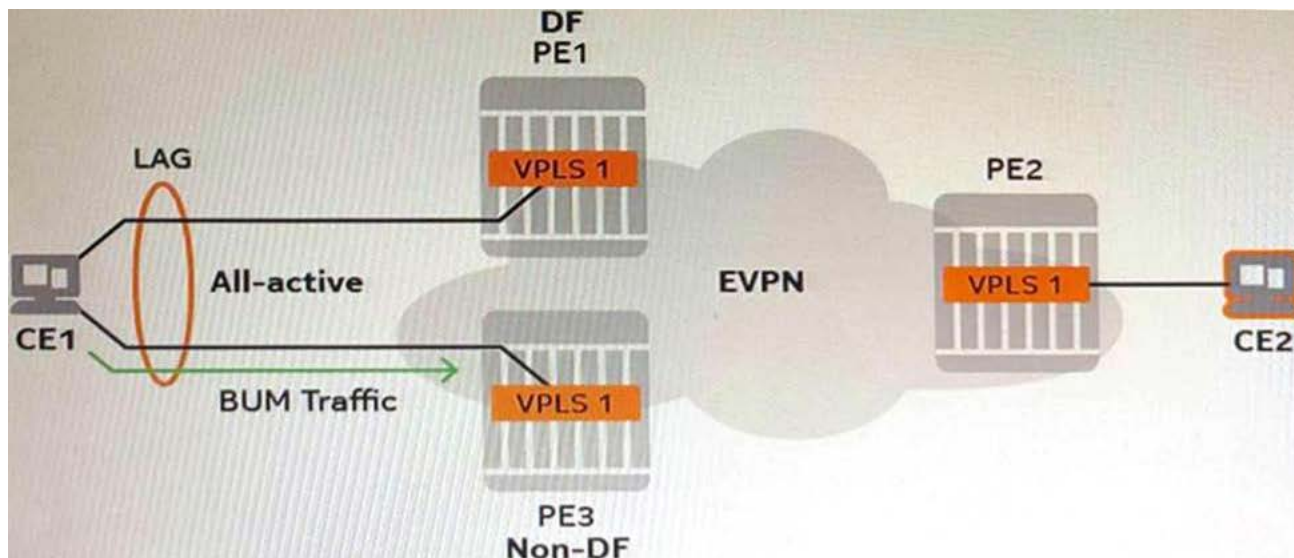 DF
PE1
VPLS 1
LAG
PE2
All-active
EVPN
VPLS 1
CE1
CE2
BUM Traffic
VPLS 1
PE3
Non-DF